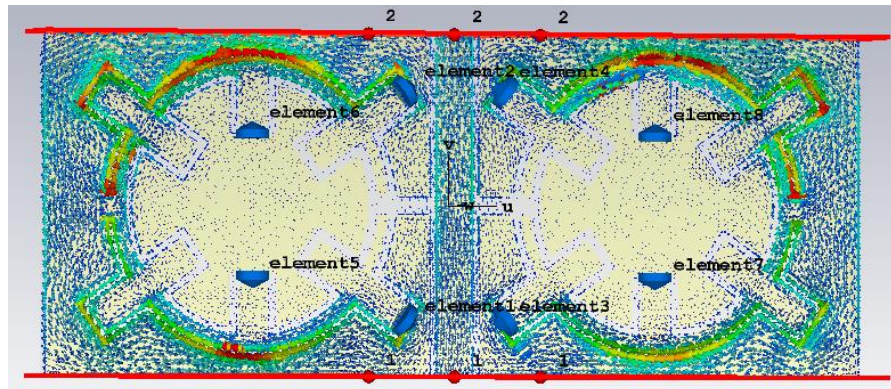 2 2 2
element2 element4
element6 element8
v
w u
element5 element7
element1 element3
1 1 1